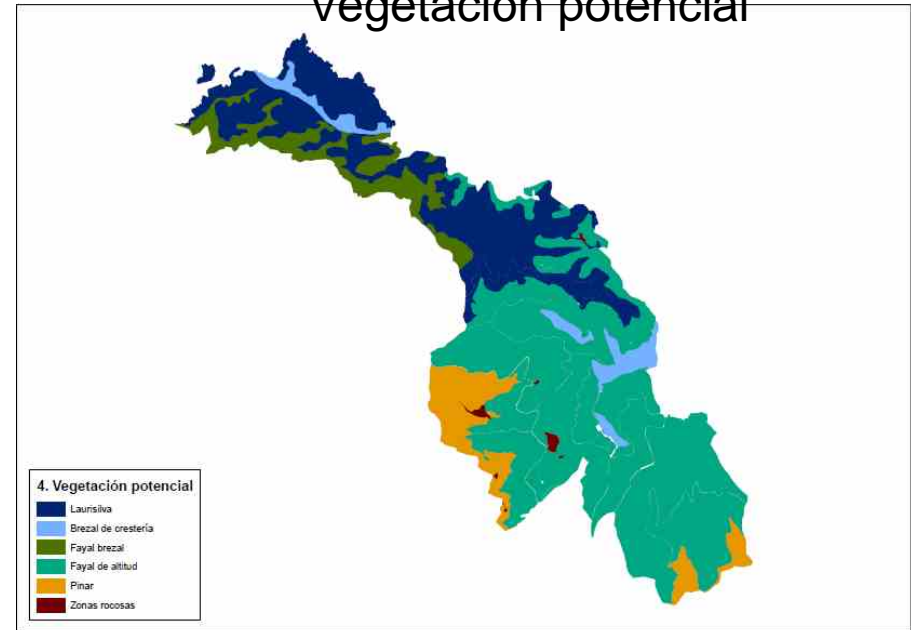 vegetación potencial
4. Vegetación potencial
Laurisilva
Brezal de crestería
Fayal brezal
Fayal de altitud
Pinar
Zonas rocosas